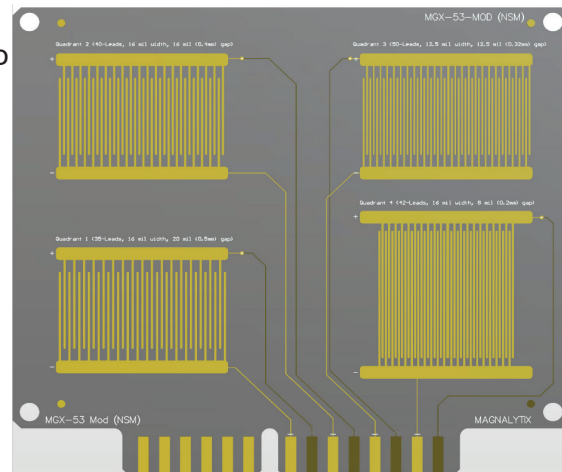 MGX-53-MOD (NSM)
Quadrant 2 (40-Leads, 16 mil width, 16 mil (0.4mm) gap)
Quadrant 3 (50-Leads, 12.5 mil width, 12.5 mil (0.32mm) gap)
+
+
-
-
Quadrant 4 (42-Leads, 16 mil width, 8 mil (0.2mm) gap)
+
Quadrant 1 (35-Leads, 16 mil width, 20 mil (0.5mm) gap)
+
-
-
MGX-53 Mod (NSM)
MAGNALYTIX